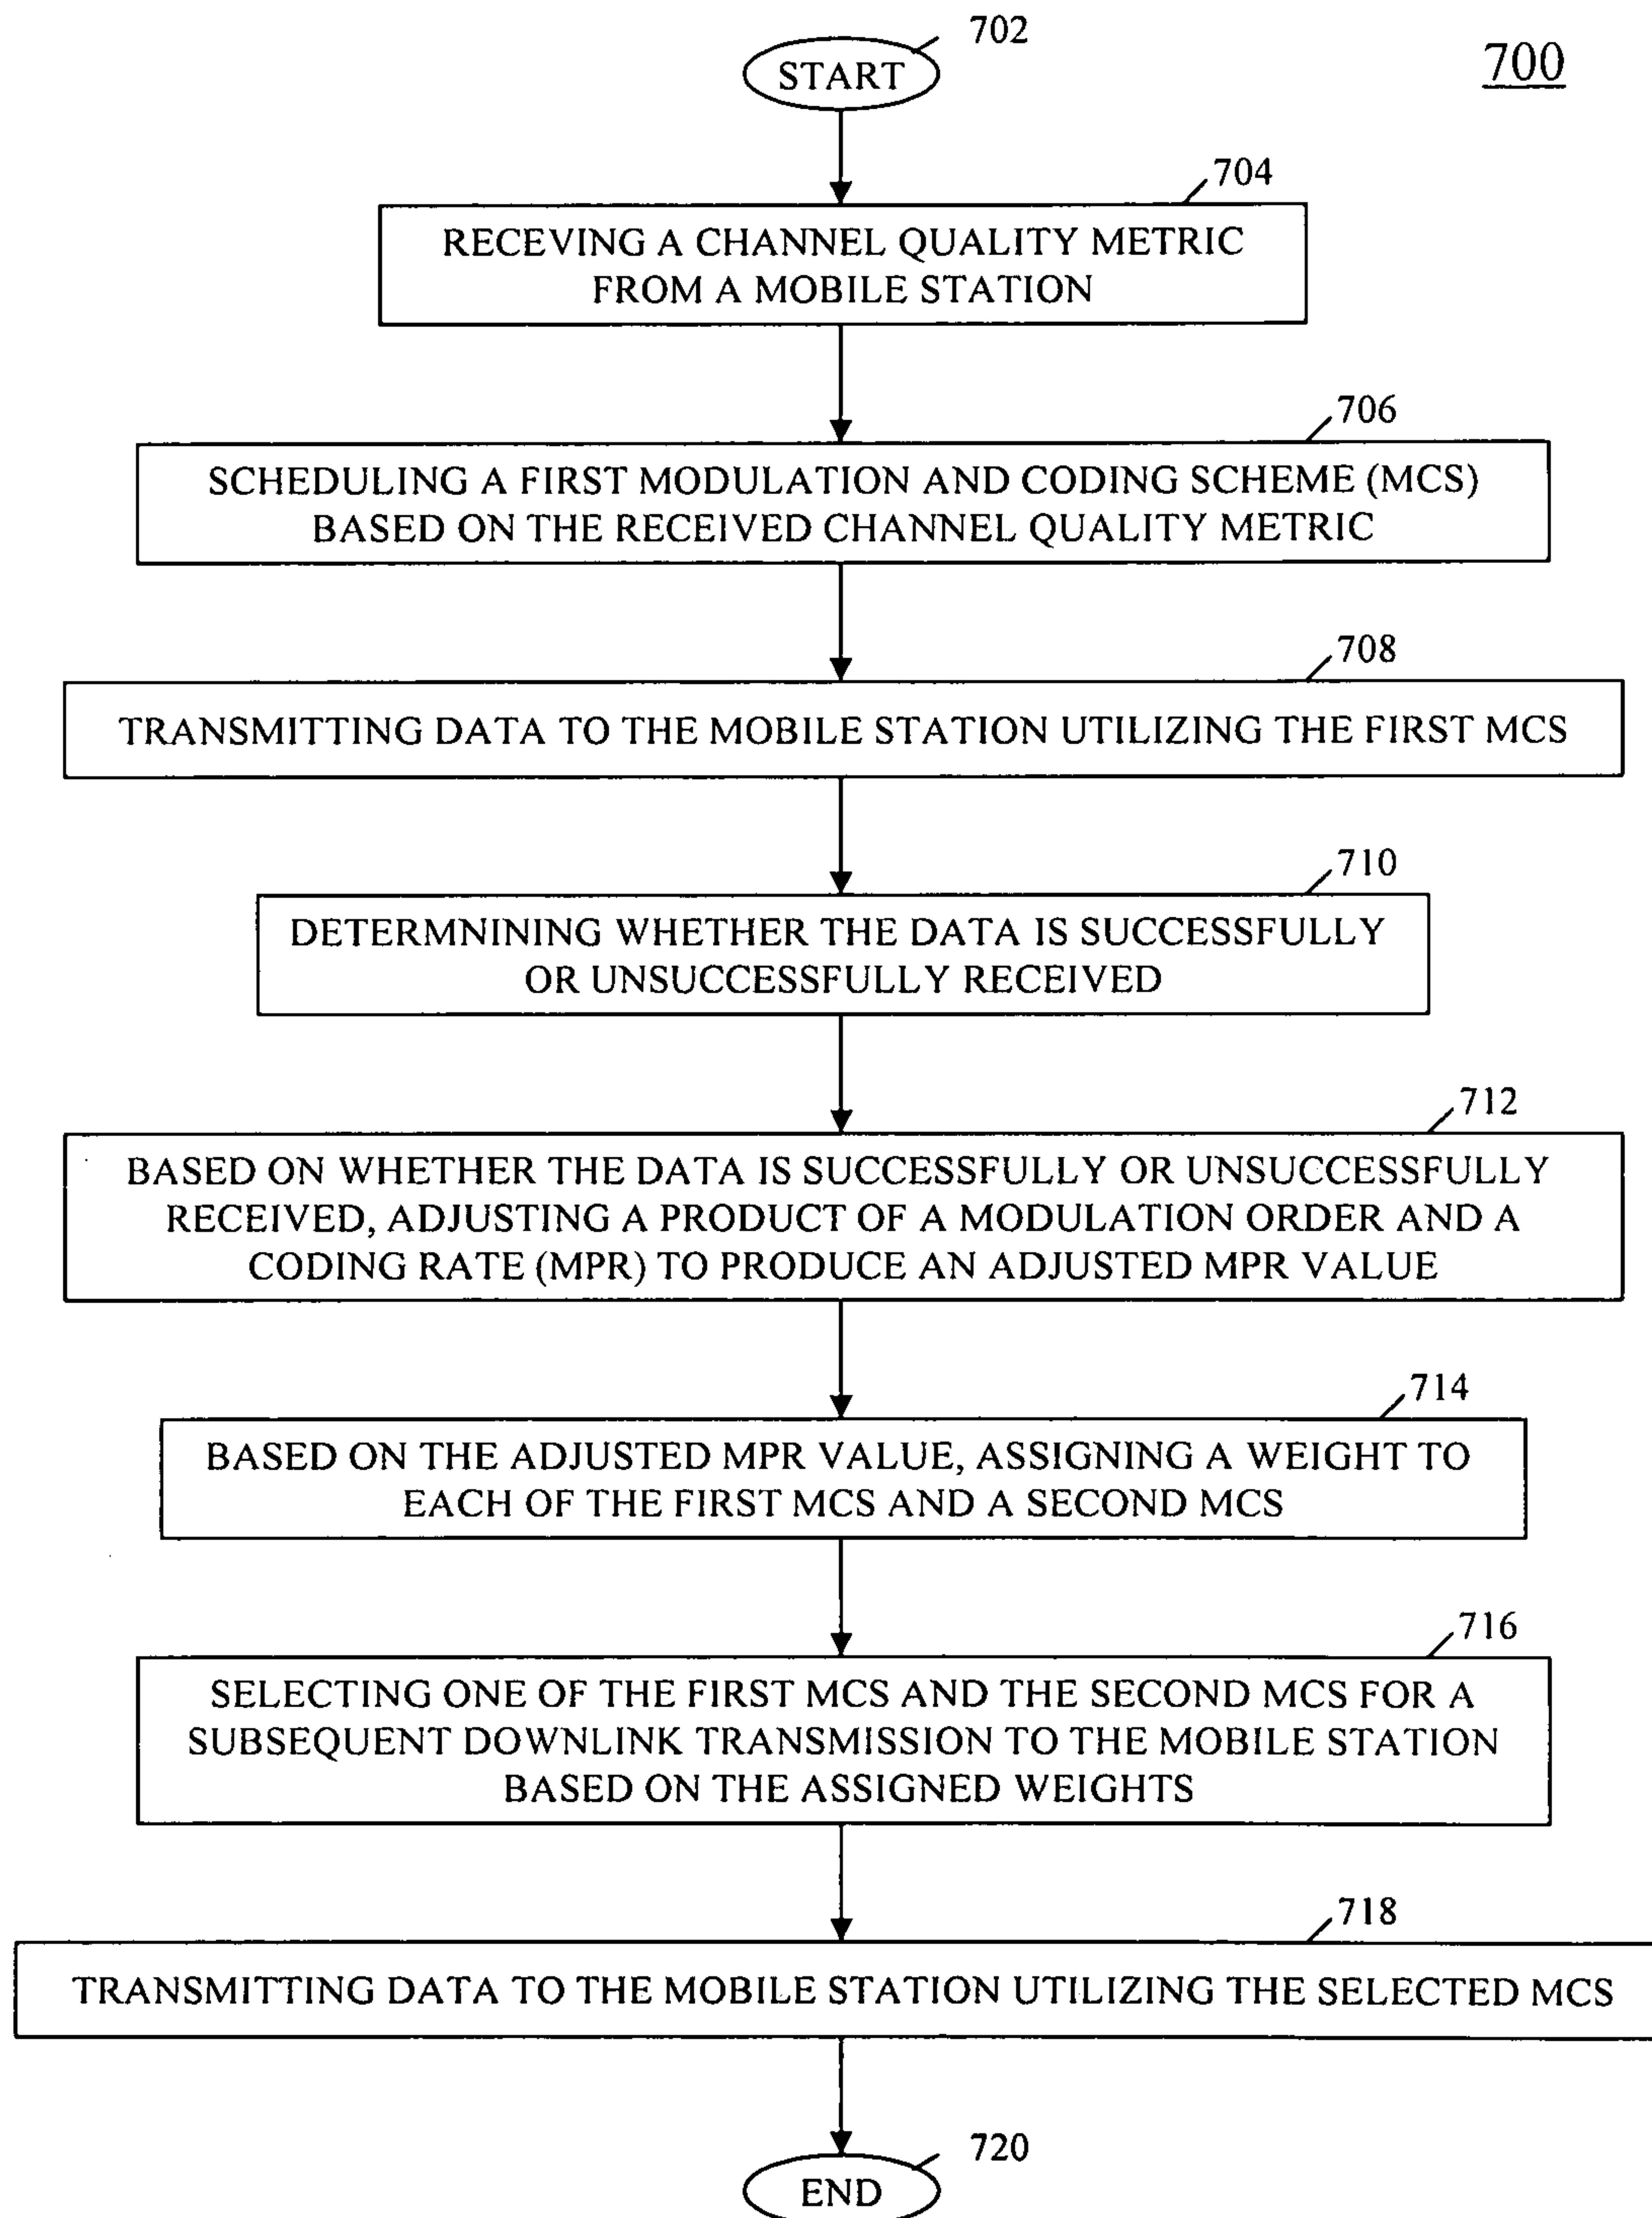 702
700
START
704
RECEVING A CHANNEL QUALITY METRIC
FROM A MOBILE STATION
706
SCHEDULING A FIRST MODULATION AND CODING SCHEME (MCS)
BASED ON THE RECEIVED CHANNEL QUALITY METRIC
708
TRANSMITTING DATA TO THE MOBILE STATION UTILIZING THE FIRST MCS
710
DETERMNINING WHETHER THE DATA IS SUCCESSFULLY
OR UNSUCCESSFULLY RECEIVED
712
BASED ON WHETHER THE DATA IS SUCCESSFULLY OR UNSUCCESSFULLY
RECEIVED, ADJUSTING A PRODUCT OF A MODULATION ORDER AND A
CODING RATE (MPR) TO PRODUCE AN ADJUSTED MPR VALUE
714
BASED ON THE ADJUSTED MPR VALUE, ASSIGNING A WEIGHT TO
EACH OF THE FIRST MCS AND A SECOND MCS
716
SELECTING ONE OF THE FIRST MCS AND THE SECOND MCS FOR A
SUBSEQUENT DOWNLINK TRANSMISSION TO THE MOBILE STATION
BASED ON THE ASSIGNED WEIGHTS
718
TRANSMITTING DATA TO THE MOBILE STATION UTILIZING THE SELECTED MCS
720
END